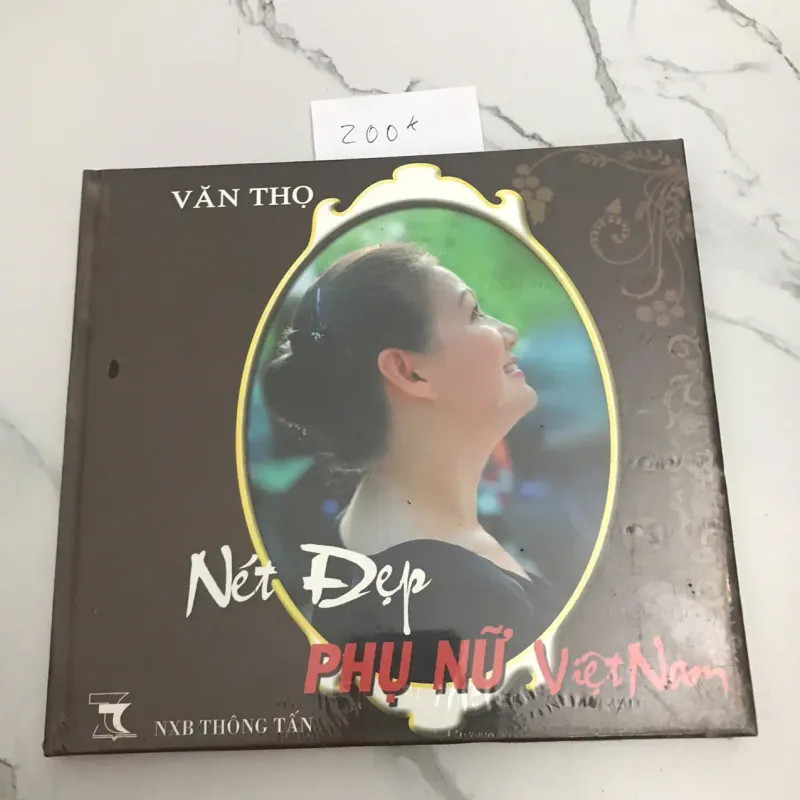 200k
VĂN THỌ
Nét Đẹp
PHỤ NỮ Việt Nam
NXB THÔNG TẤN